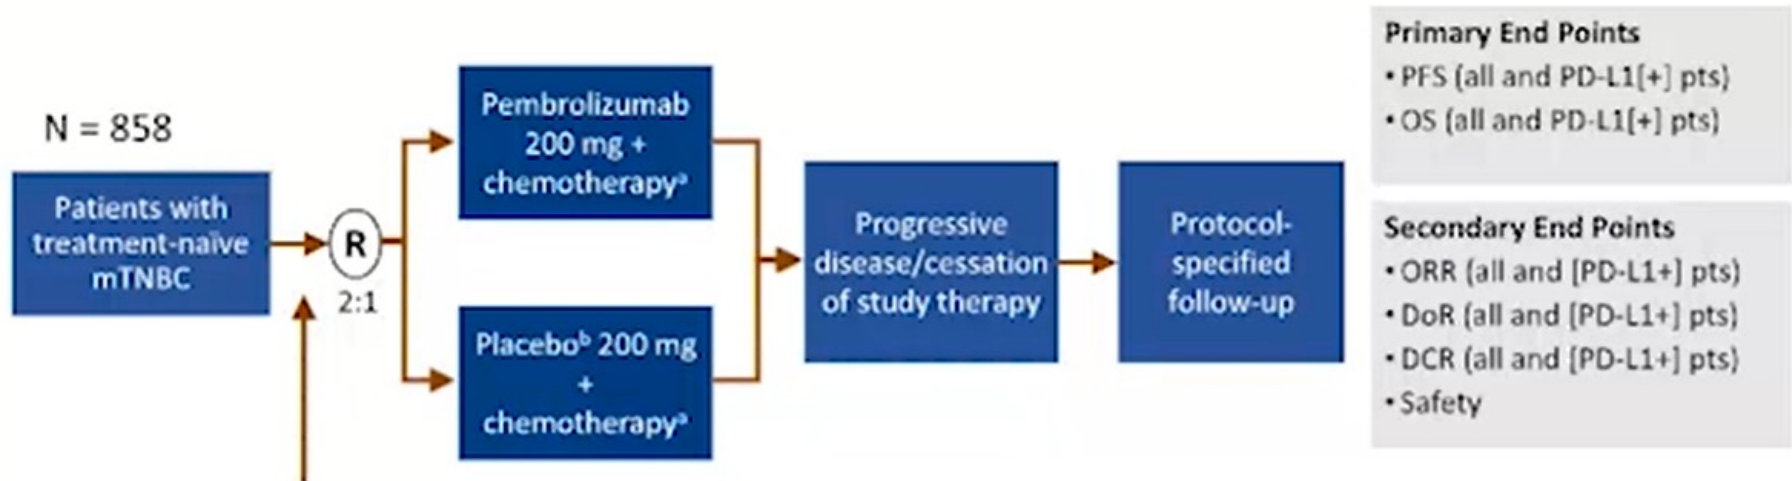 N = 858
Patients with
treatment-naïve
mTNBC
R
2:1
Pembrolizumab
200 mg +
chemotherapyᵃ
Placeboᵇ 200 mg
+
chemotherapyᵃ
Progressive
disease/cessation
of study therapy
Protocol-
specified
follow-up
Primary End Points
• PFS (all and PD-L1[+] pts)
• OS (all and PD-L1[+] pts)
Secondary End Points
• ORR (all and [PD-L1+] pts)
• DoR (all and [PD-L1+] pts)
• DCR (all and [PD-L1+] pts)
• Safety